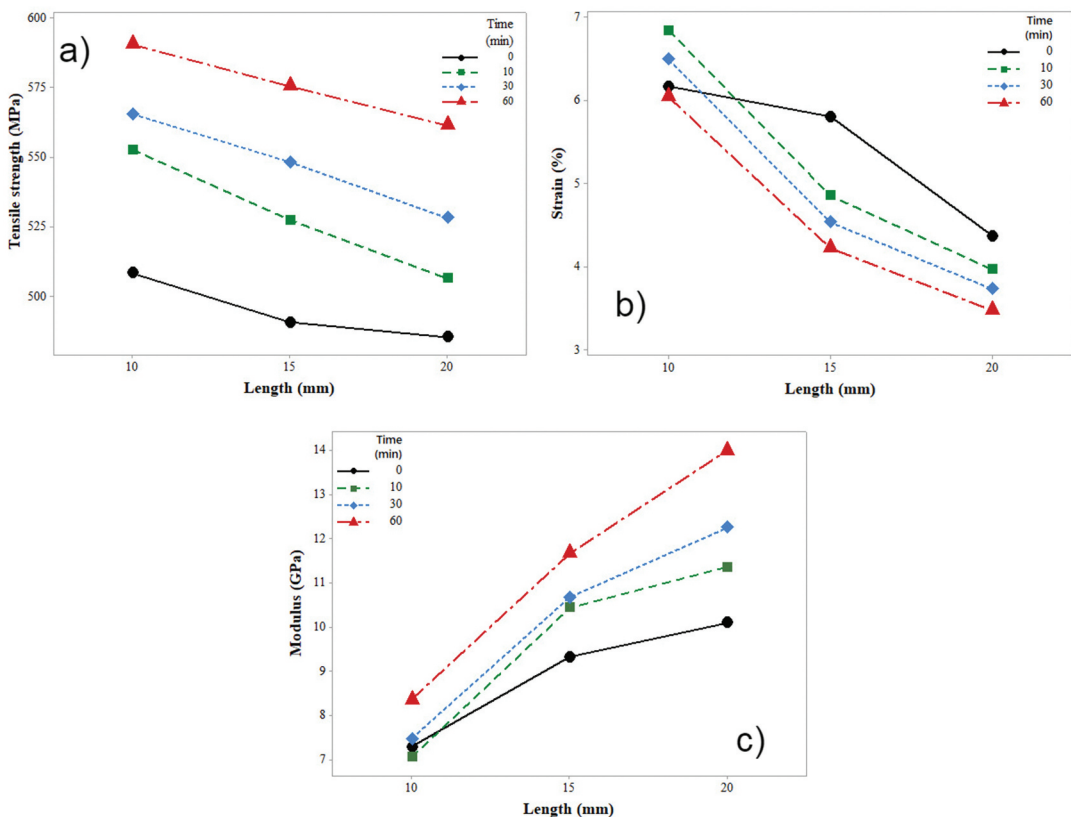 a)
Time
(min)
0
10
30
60
600
575
550
525
500
Tensile strength (MPa)
10 15 20
Length (mm)
b)
Time
(min)
0
10
30
60
7
6
5
4
3
Strain (%)
10 15 20
Length (mm)
c)
Time
(min)
0
10
30
60
14
13
12
11
10
9
8
7
Modulus (GPa)
10 15 20
Length (mm)